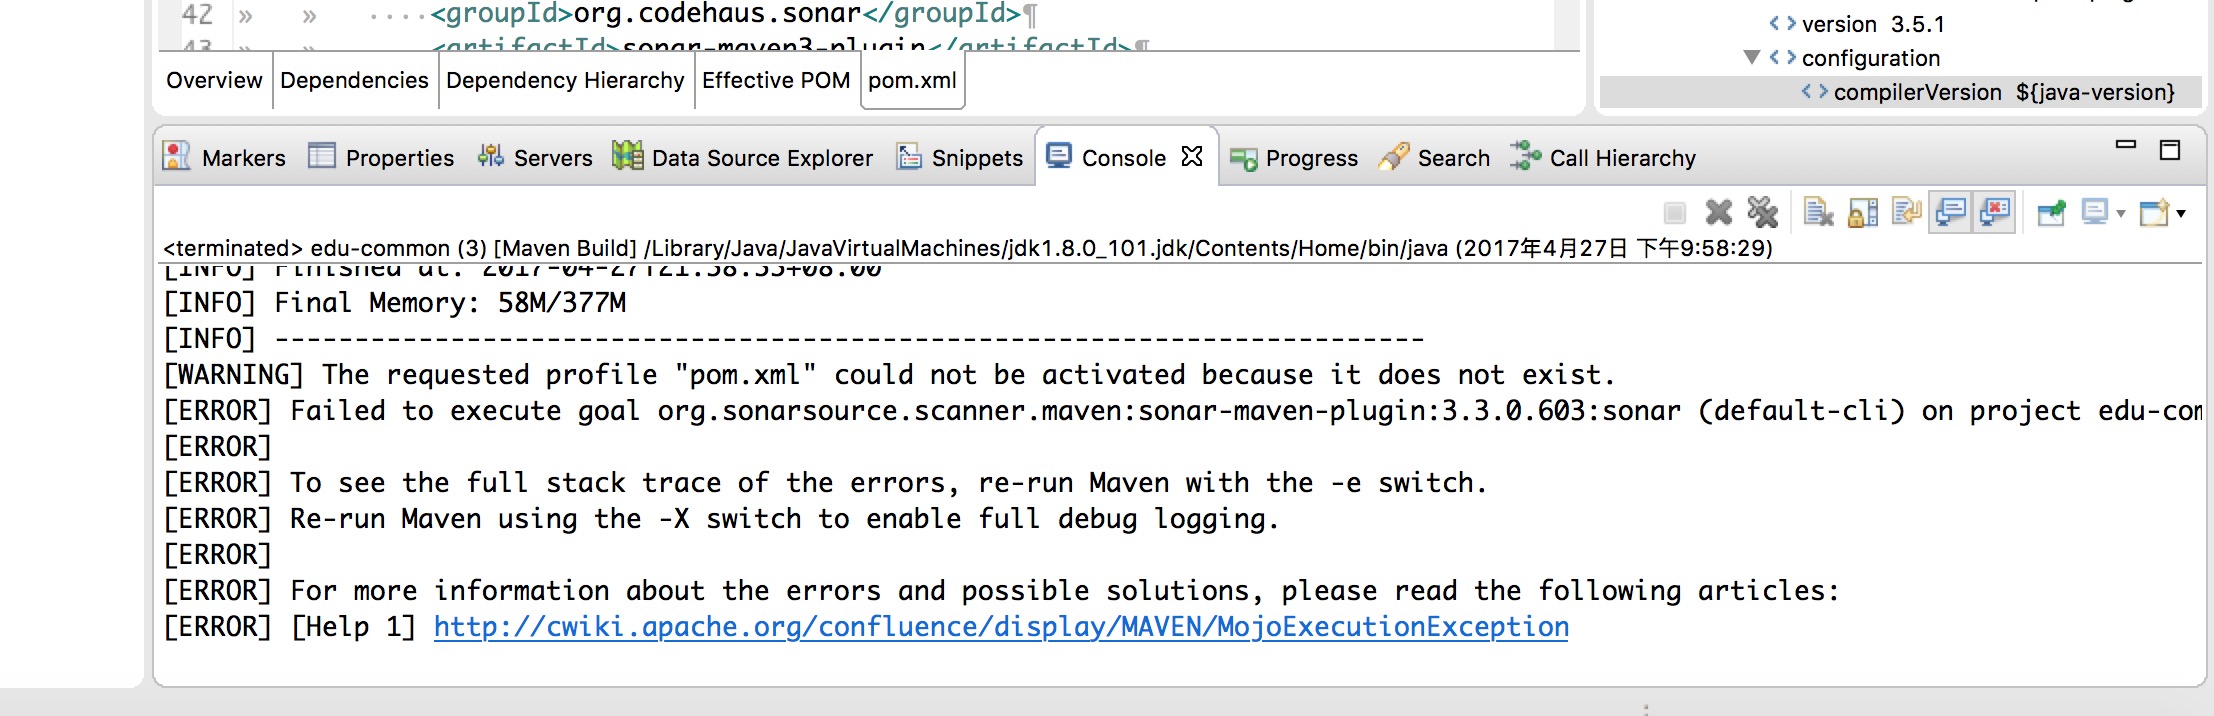 42 » » ····<groupId>org.codehaus.sonar</groupId>¶
43 » » <artifactId>sonar-maven3-plugin</artifactId>¶
Overview Dependencies Dependency Hierarchy Effective POM pom.xml
<> version 3.5.1
<> configuration
<> compilerVersion ${java-version}
Markers Properties Servers Data Source Explorer Snippets Console Progress Search Call Hierarchy
<terminated> edu-common (3) [Maven Build] /Library/Java/JavaVirtualMachines/jdk1.8.0_101.jdk/Contents/Home/bin/java (2017年4月27日 下午9:58:29)
[INFO] Finished at: 2017-04-27T21:58:35+08:00
[INFO] Final Memory: 58M/377M
[INFO] ------------------------------------------------------------------------
[WARNING] The requested profile "pom.xml" could not be activated because it does not exist.
[ERROR] Failed to execute goal org.sonarsource.scanner.maven:sonar-maven-plugin:3.3.0.603:sonar (default-cli) on project edu-com
[ERROR]
[ERROR] To see the full stack trace of the errors, re-run Maven with the -e switch.
[ERROR] Re-run Maven using the -X switch to enable full debug logging.
[ERROR]
[ERROR] For more information about the errors and possible solutions, please read the following articles:
[ERROR] [Help 1] http://cwiki.apache.org/confluence/display/MAVEN/MojoExecutionException